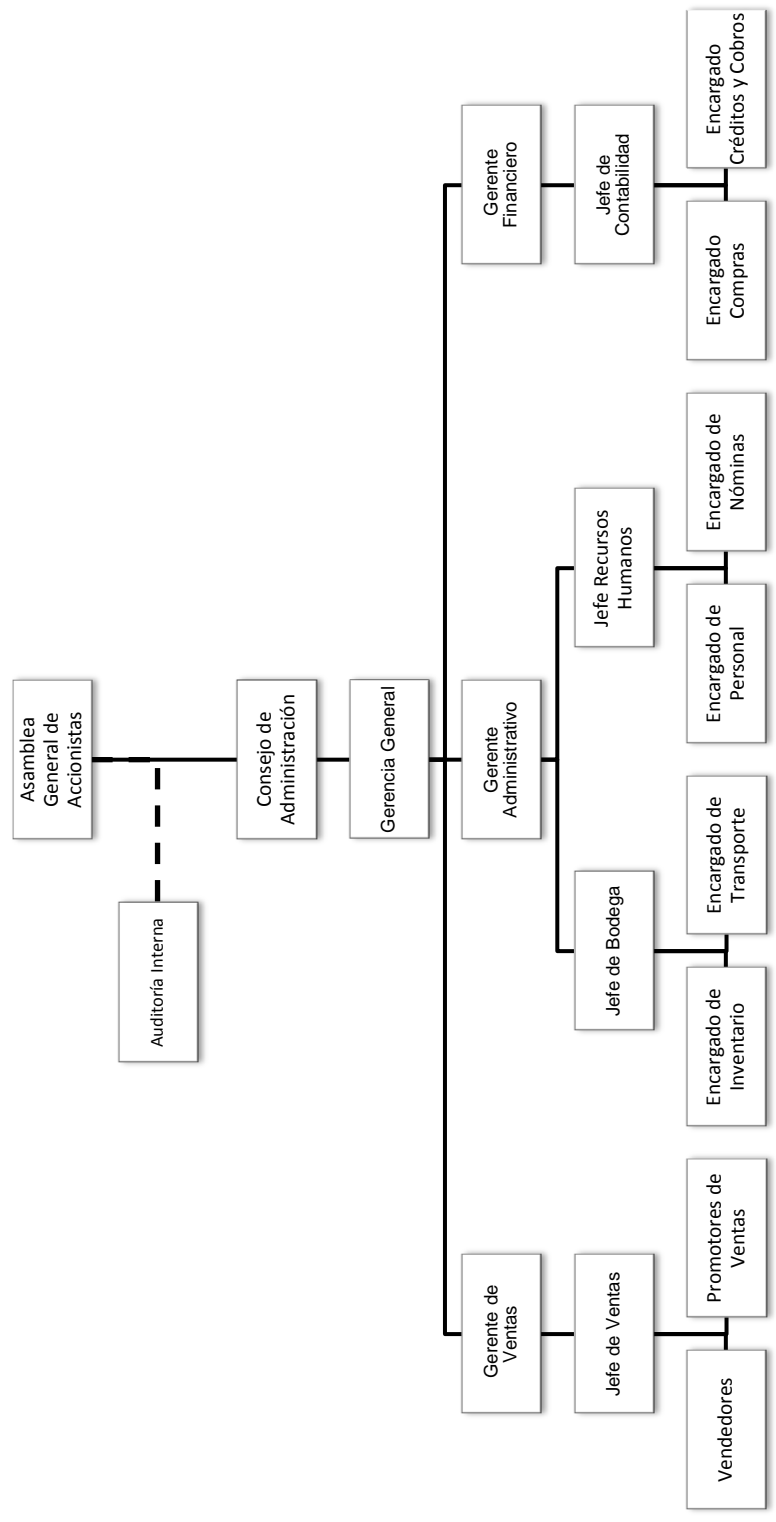 Asamblea
General de
Accionistas
Auditoría Interna
Consejo de
Administración
Gerencia General
Gerente de
Ventas
Gerente
Administrativo
Gerente
Financiero
Jefe de Ventas
Jefe de Bodega
Jefe Recursos
Humanos
Jefe de
Contabilidad
Vendedores
Promotores de
Ventas
Encargado de
Inventario
Encargado de
Transporte
Encargado de
Personal
Encargado de
Nóminas
Encargado
Compras
Encargado
Créditos y Cobros